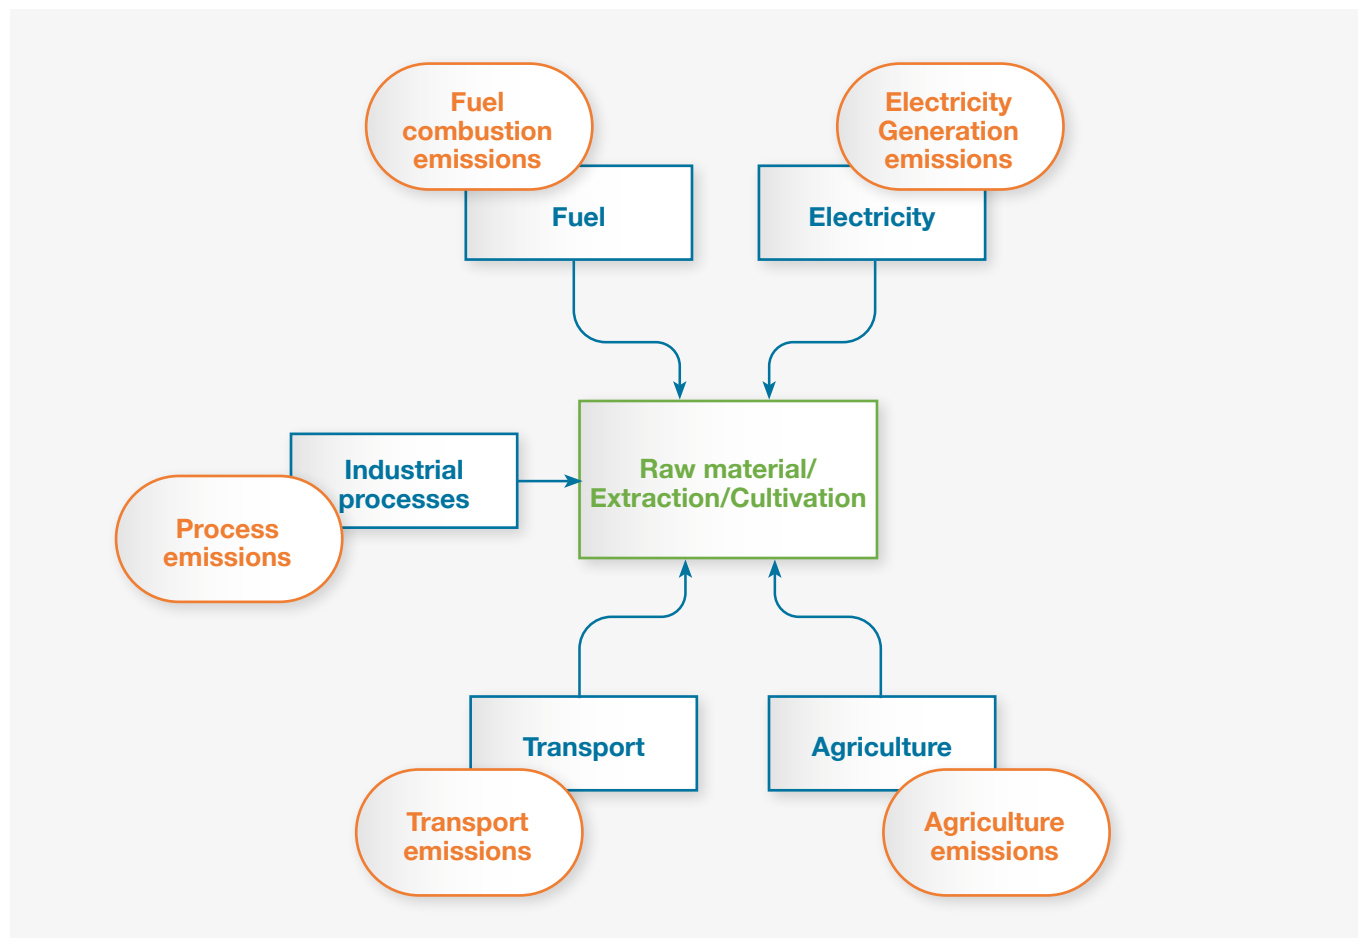 Fuel
combustion
emissions
Electricity
Generation
emissions
Fuel
Electricity
Industrial
processes
Raw material/
Extraction/Cultivation
Process
emissions
Transport
Agriculture
Transport
emissions
Agriculture
emissions